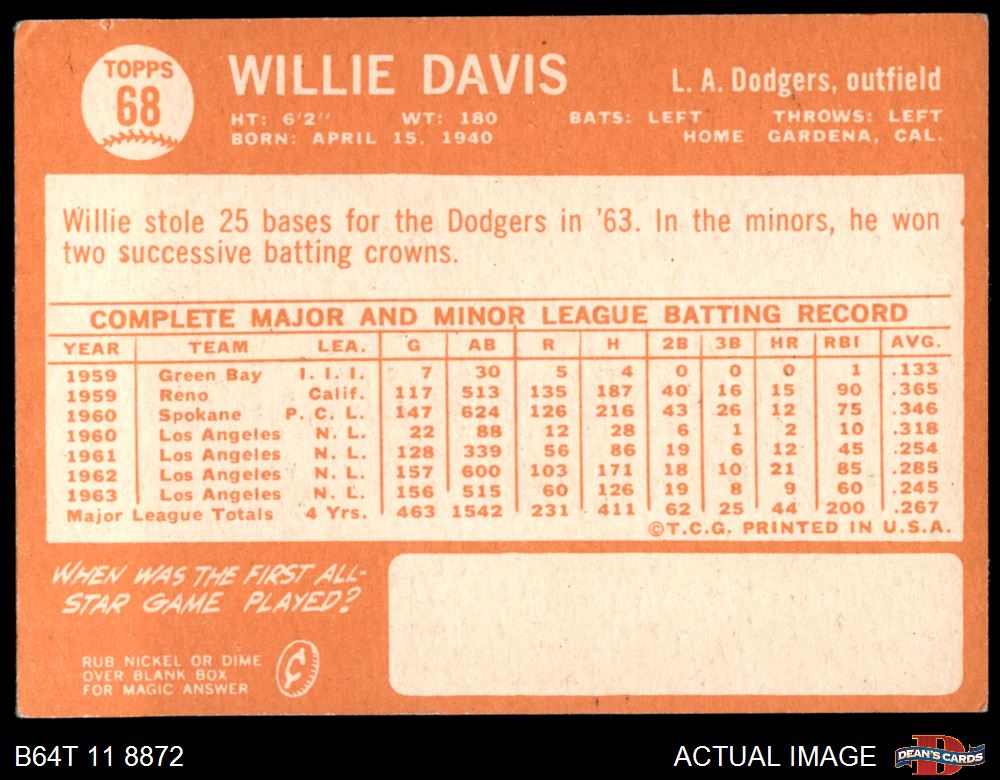 TOPPS
68
WILLIE DAVIS
L. A. Dodgers, outfield
HT: 6'2" WT: 180 BATS: LEFT THROWS: LEFT
BORN: APRIL 15, 1940 HOME GARDENA, CAL.
Willie stole 25 bases for the Dodgers in '63. In the minors, he won
two successive batting crowns.
COMPLETE MAJOR AND MINOR LEAGUE BATTING RECORD
YEAR TEAM LEA. G AB R H 2B 3B HR RBI AVG.
1959 Green Bay I. I. I. 7 30 5 4 0 0 0 1 .133
1959 Reno Calif. 117 513 135 187 40 16 15 90 .365
1960 Spokane P. C. L. 147 624 126 216 43 26 12 75 .346
1960 Los Angeles N. L. 22 88 12 28 6 1 2 10 .318
1961 Los Angeles N. L. 128 339 56 86 19 6 12 45 .254
1962 Los Angeles N. L. 157 600 103 171 18 10 21 85 .285
1963 Los Angeles N. L. 156 515 60 126 19 8 9 60 .245
Major League Totals 4 Yrs. 463 1542 231 411 62 25 44 200 .267
©T.C.G. PRINTED IN U.S.A.
WHEN WAS THE FIRST ALL-
STAR GAME PLAYED?
RUB NICKEL OR DIME
OVER BLANK BOX
FOR MAGIC ANSWER
B64T 11 8872
ACTUAL IMAGE
DEAN'S CARDS